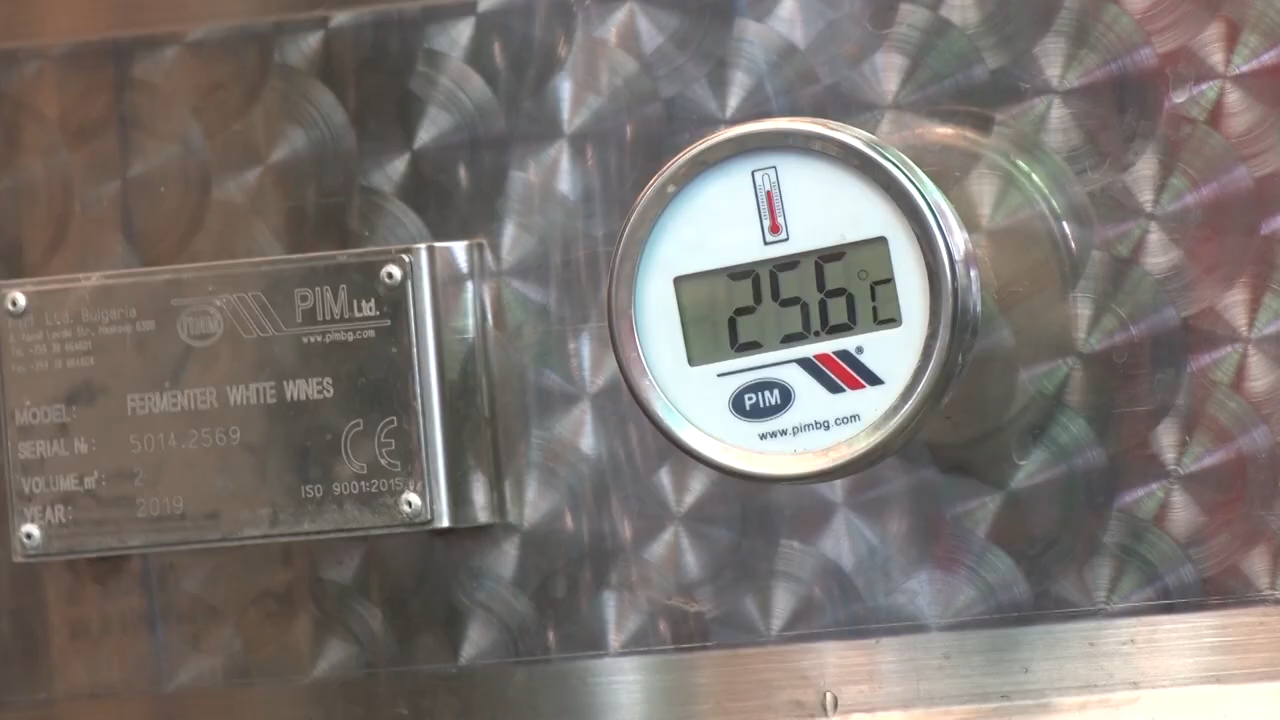 PIM Ltd. Bulgaria
PIM Ltd.
www.pimbg.com
MODEL: FERMENTER WHITE WINES
SERIAL №: 5014.2569
VOLUME,m³: 2
YEAR: 2019
CE
ISO 9001:2015
25.6°C
®
PIM
www.pimbg.com